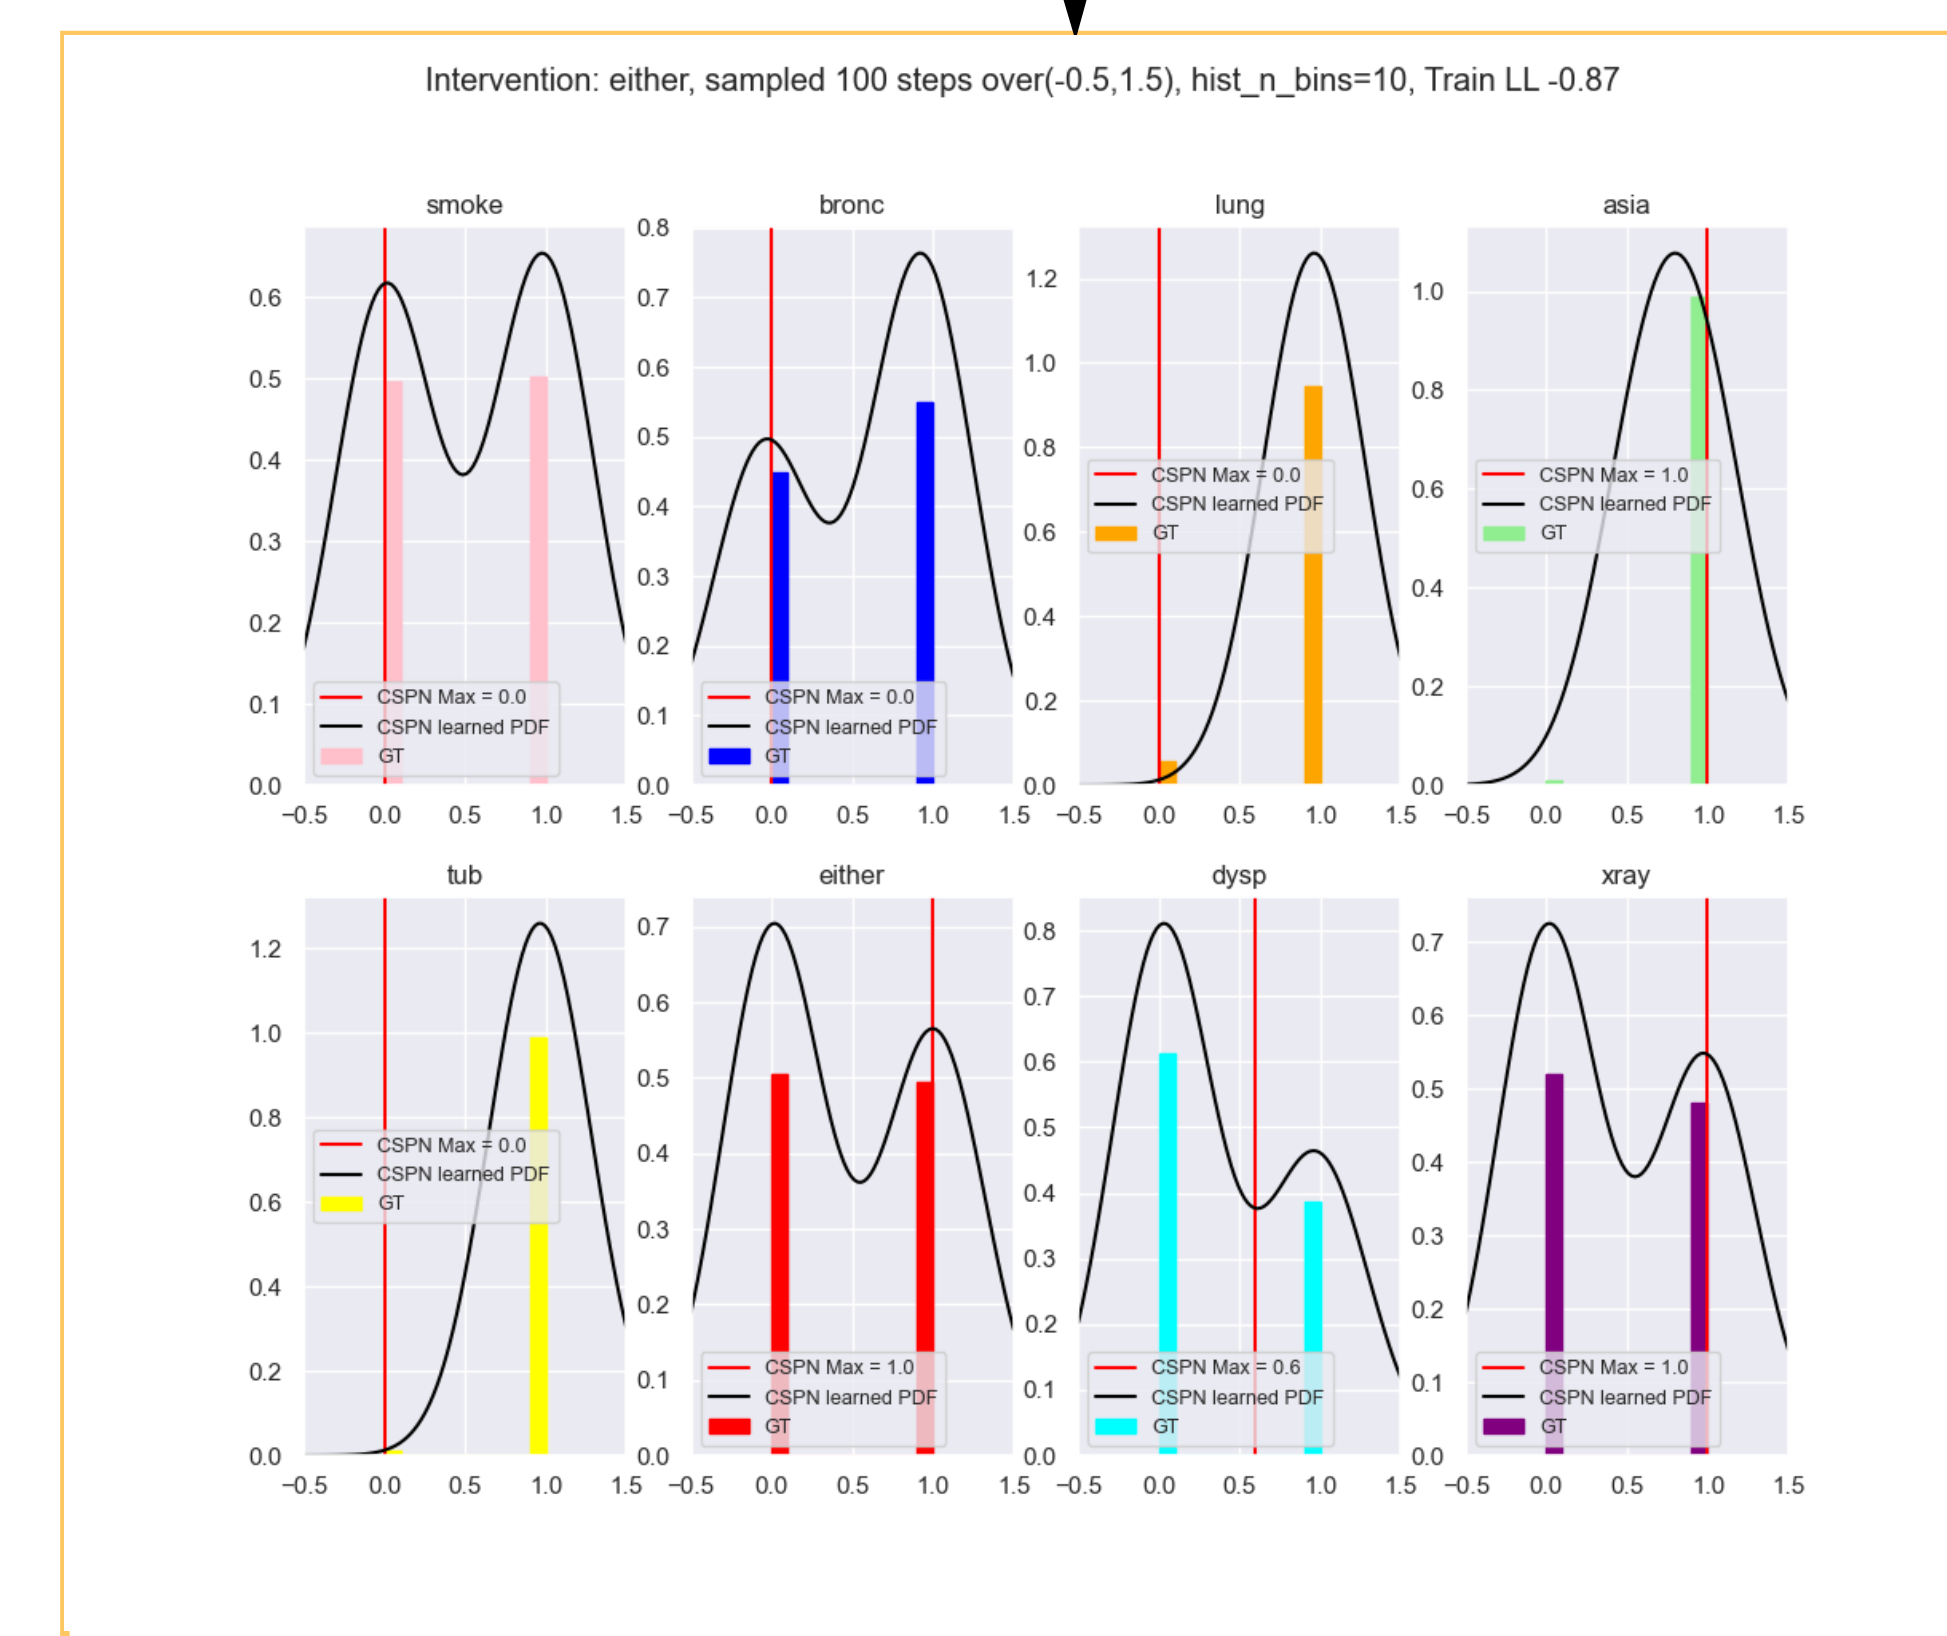 Intervention: either, sampled 100 steps over(-0.5,1.5), hist_n_bins=10, Train LL -0.87
smoke
0.6
0.5
0.4
0.3
0.2
0.1
0.0
−0.5 0.0 0.5 1.0 1.5
CSPN Max = 0.0
CSPN learned PDF
GT
bronc
0.8
0.7
0.6
0.5
0.4
0.3
0.2
0.1
0.0
−0.5 0.0 0.5 1.0 1.5
CSPN Max = 0.0
CSPN learned PDF
GT
lung
1.2
1.0
0.8
0.6
0.4
0.2
0.0
−0.5 0.0 0.5 1.0 1.5
CSPN Max = 0.0
CSPN learned PDF
GT
asia
1.0
0.8
0.6
0.4
0.2
0.0
−0.5 0.0 0.5 1.0 1.5
CSPN Max = 1.0
CSPN learned PDF
GT
tub
1.2
1.0
0.8
0.6
0.4
0.2
0.0
−0.5 0.0 0.5 1.0 1.5
CSPN Max = 0.0
CSPN learned PDF
GT
either
0.7
0.6
0.5
0.4
0.3
0.2
0.1
0.0
−0.5 0.0 0.5 1.0 1.5
CSPN Max = 1.0
CSPN learned PDF
GT
dysp
0.8
0.7
0.6
0.5
0.4
0.3
0.2
0.1
0.0
−0.5 0.0 0.5 1.0 1.5
CSPN Max = 0.6
CSPN learned PDF
GT
xray
0.7
0.6
0.5
0.4
0.3
0.2
0.1
0.0
−0.5 0.0 0.5 1.0 1.5
CSPN Max = 1.0
CSPN learned PDF
GT